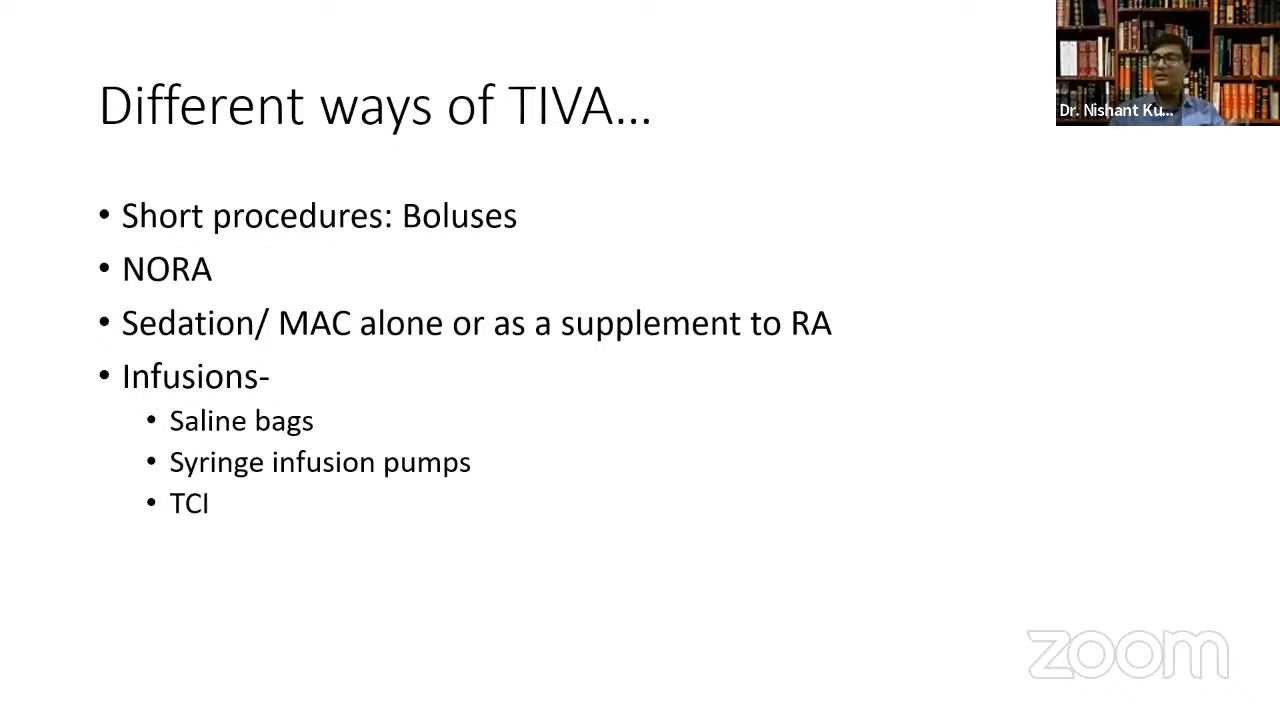 Different ways of TIVA...
Dr. Nishant Ku...
• Short procedures: Boluses
• NORA
• Sedation/ MAC alone or as a supplement to RA
• Infusions-
• Saline bags
• Syringe infusion pumps
• TCI
zoom